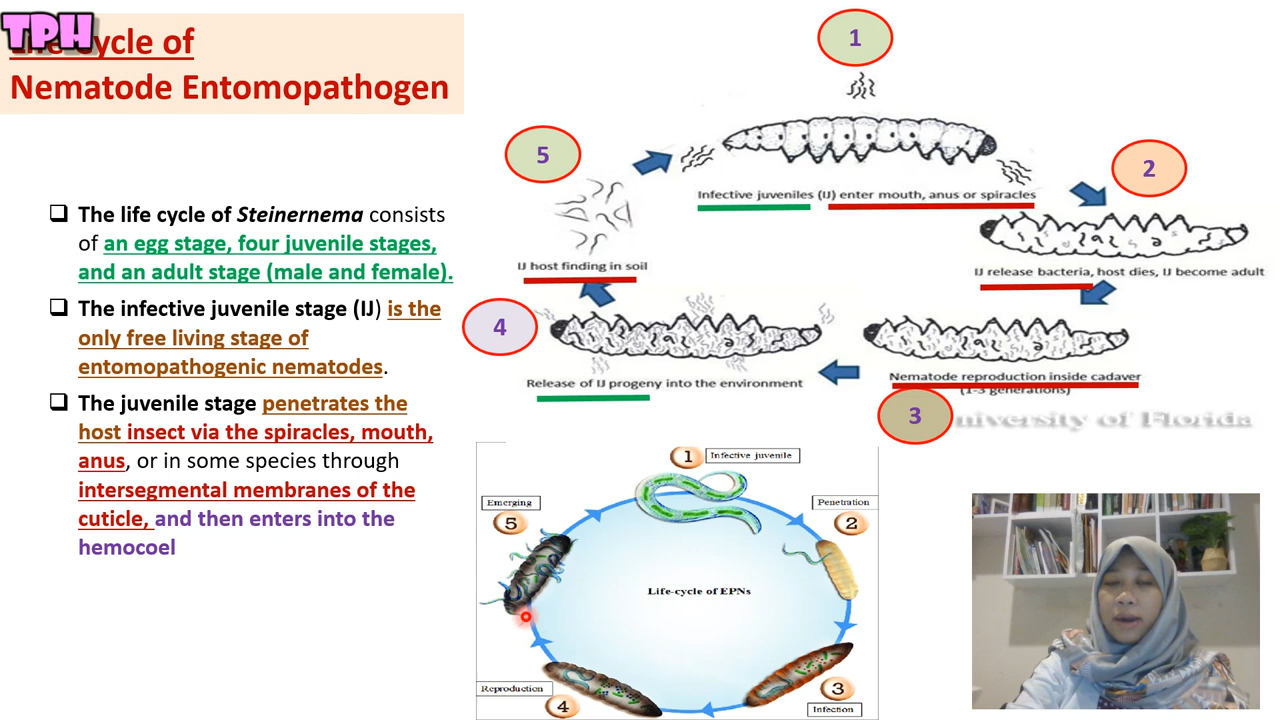 TPH
Cycle of
Nematode Entomopathogen
❑ The life cycle of Steinernema consists
of an egg stage, four juvenile stages,
and an adult stage (male and female).
❑ The infective juvenile stage (IJ) is the
only free living stage of
entomopathogenic nematodes.
❑ The juvenile stage penetrates the
host insect via the spiracles, mouth,
anus, or in some species through
intersegmental membranes of the
cuticle, and then enters into the
hemocoel
1
Infective juveniles (IJ) enter mouth, anus or spiracles
2
IJ release bacteria, host dies, IJ become adult
Nematode reproduction inside cadaver
(1-3 generations)
3
University of Florida
4
Release of IJ progeny into the environment
5
IJ host finding in soil
1 Infective juvenile
Penetration
2
3
Infection
Reproduction
4
Emerging
5
Life-cycle of EPNs